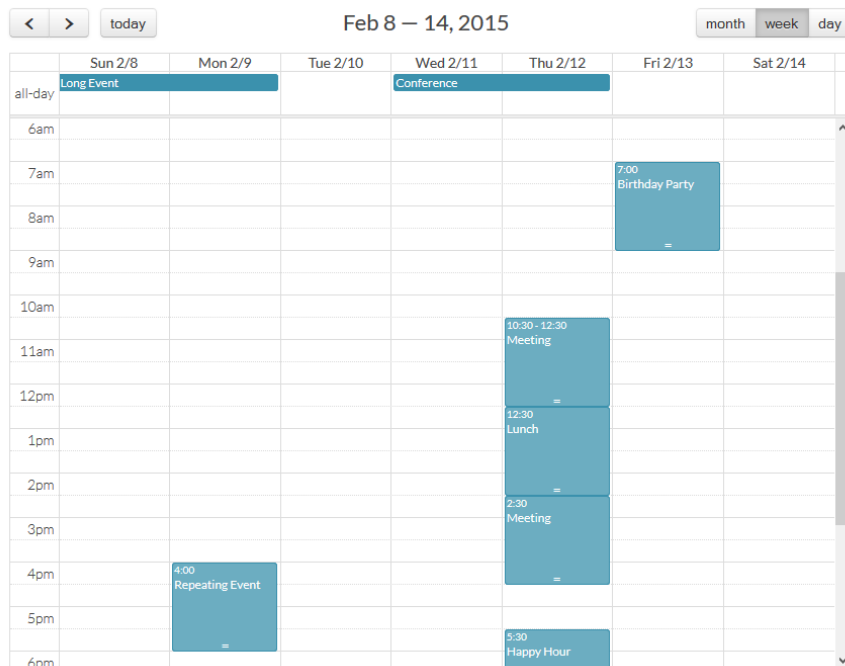 today
Feb 8 — 14, 2015
month week day
Sun 2/8 Mon 2/9 Tue 2/10 Wed 2/11 Thu 2/12 Fri 2/13 Sat 2/14
all-day
Long Event
Conference
6am
7am
7:00
Birthday Party
8am
9am
10am
10:30 - 12:30
Meeting
11am
12pm
12:30
Lunch
1pm
2pm
2:30
Meeting
3pm
4pm
4:00
Repeating Event
5pm
5:30
Happy Hour
6pm